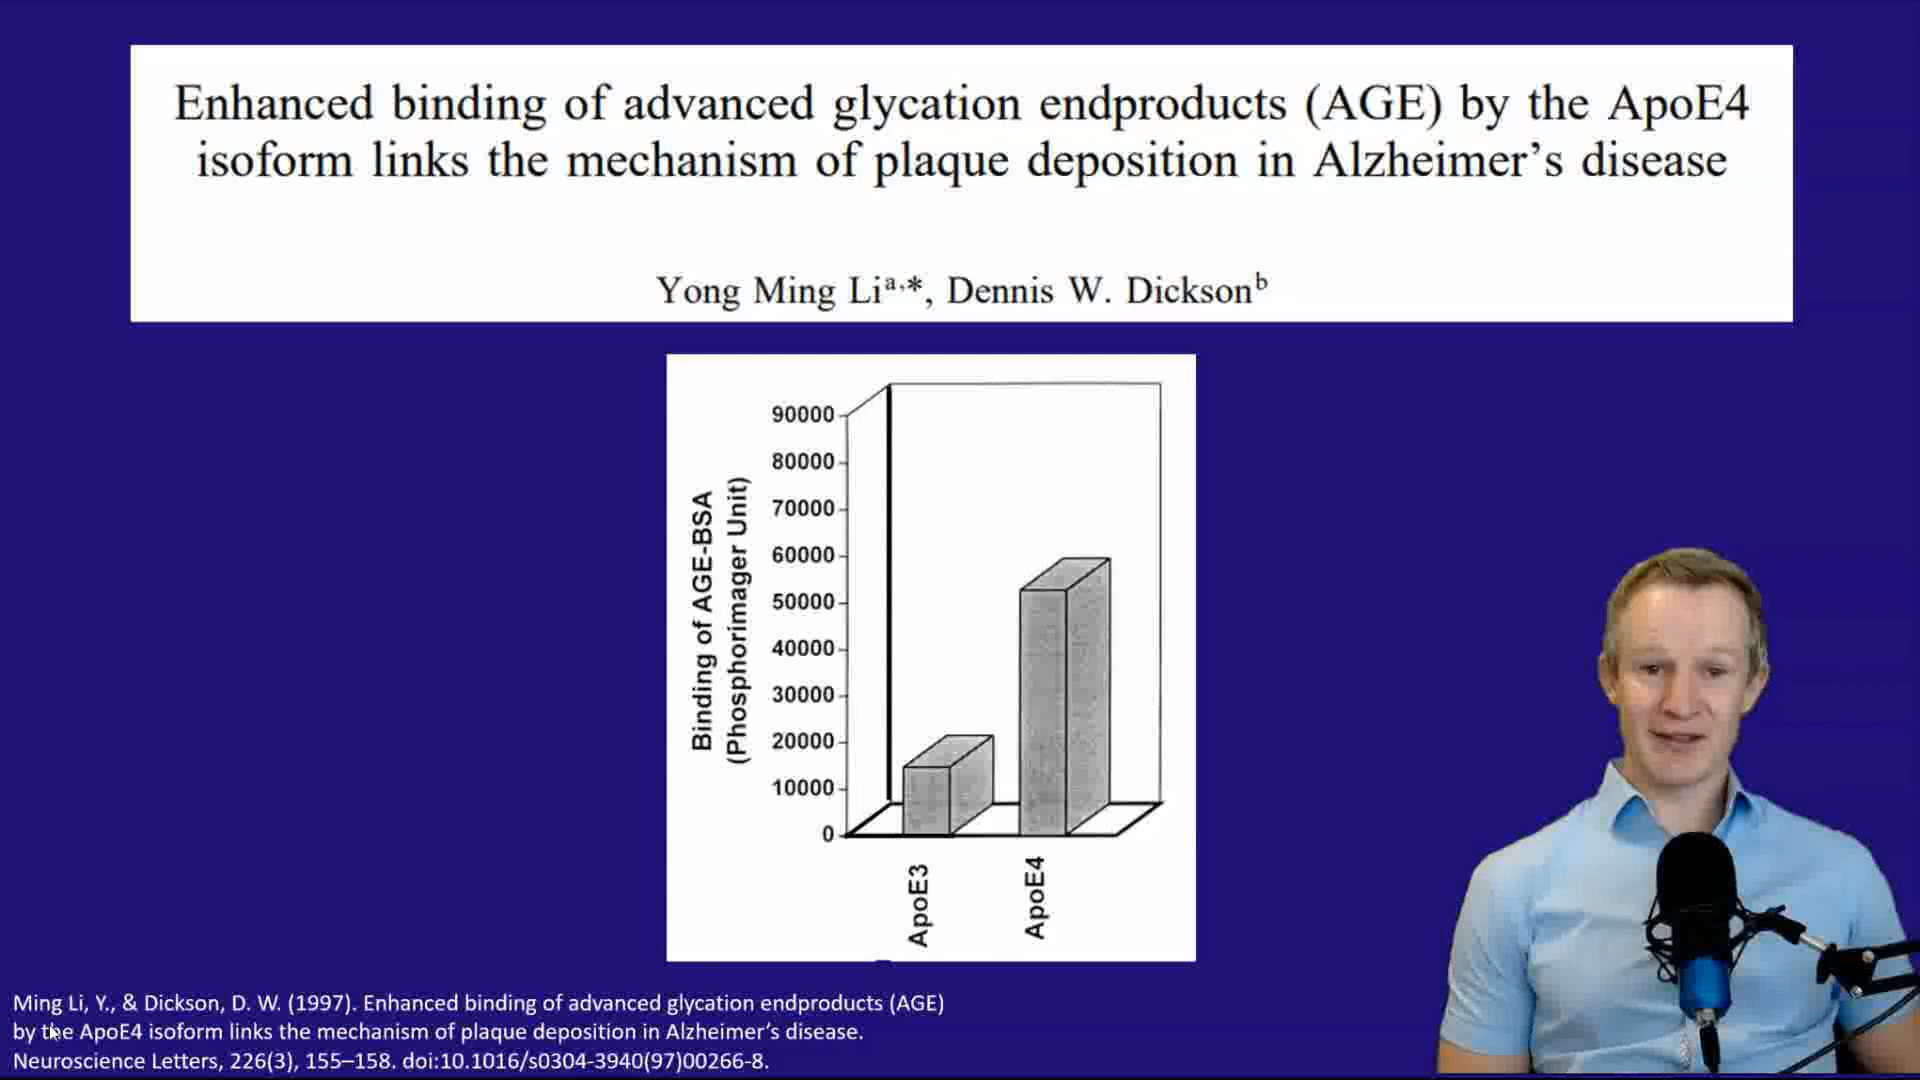 Enhanced binding of advanced glycation endproducts (AGE) by the ApoE4
isoform links the mechanism of plaque deposition in Alzheimer's disease
Yong Ming Liᵃ,*, Dennis W. Dicksonᵇ
Binding of AGE-BSA
(Phosphorimager Unit)
90000
80000
70000
60000
50000
40000
30000
20000
10000
0
ApoE3
ApoE4
Ming Li, Y., & Dickson, D. W. (1997). Enhanced binding of advanced glycation endproducts (AGE)
by the ApoE4 isoform links the mechanism of plaque deposition in Alzheimer's disease.
Neuroscience Letters, 226(3), 155–158. doi:10.1016/s0304-3940(97)00266-8.